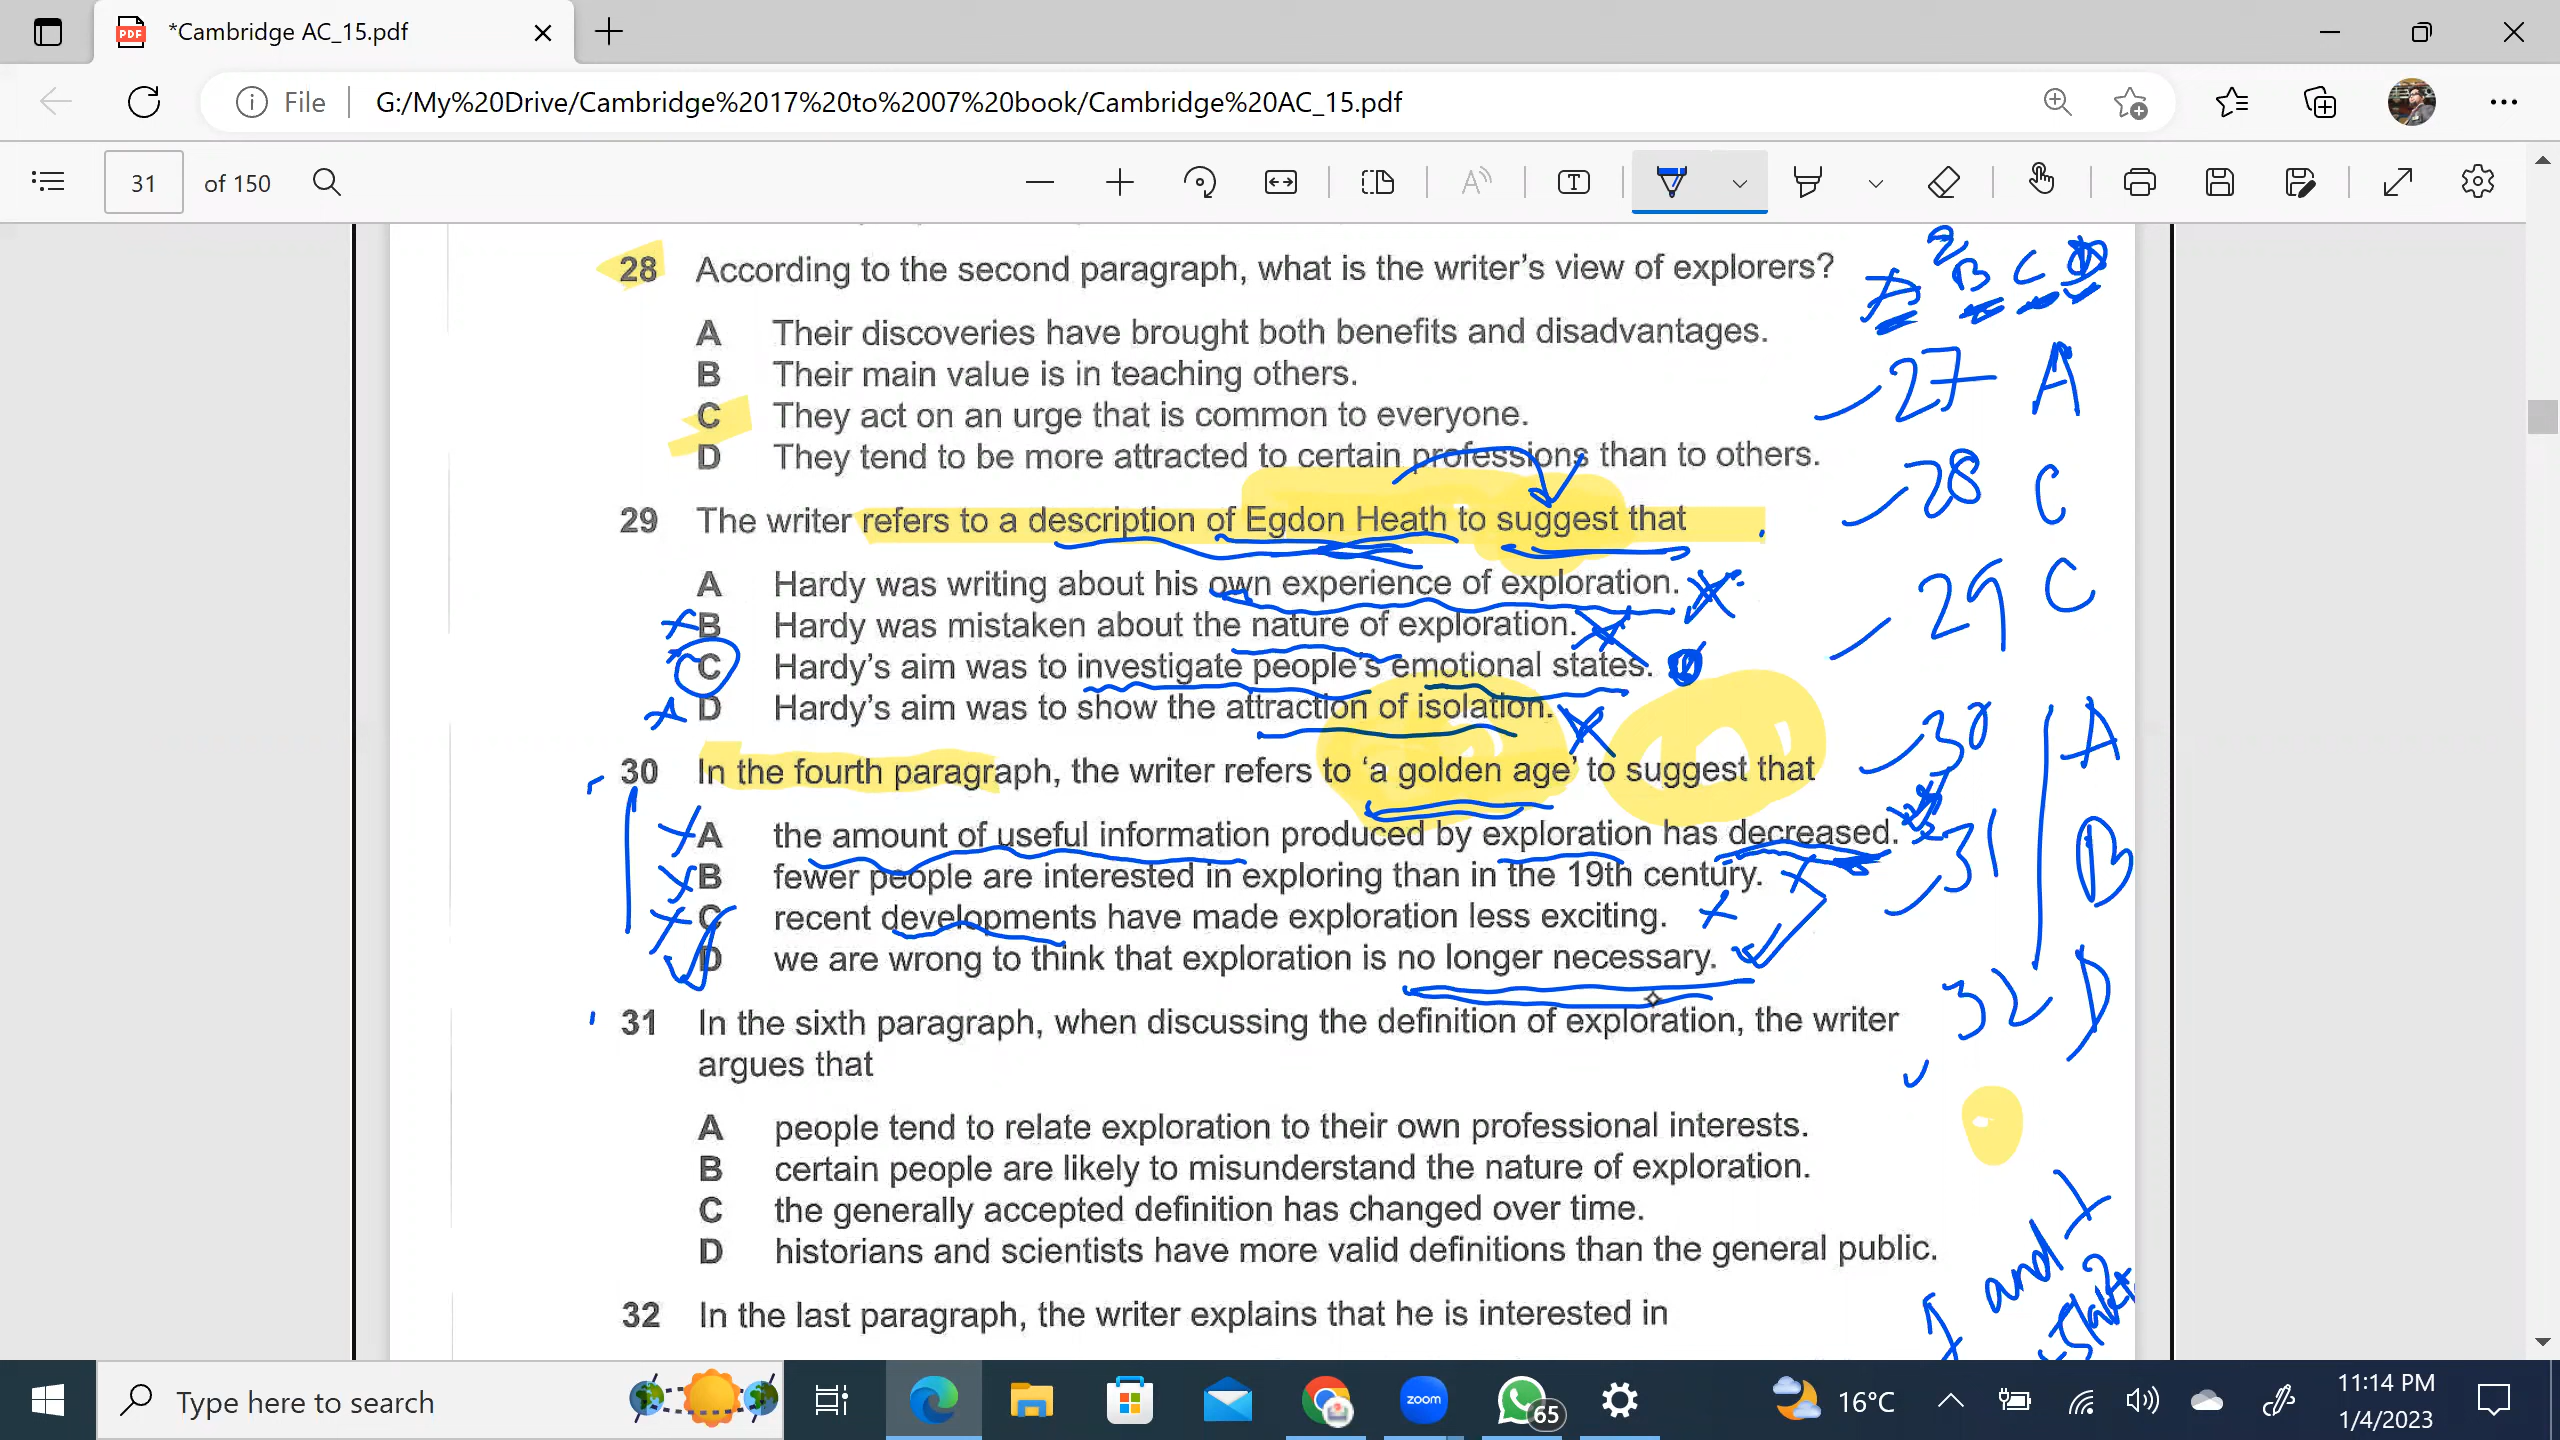 *Cambridge AC_15.pdf
File
G:/My%20Drive/Cambridge%2017%20to%2007%20book/Cambridge%20AC_15.pdf
31 of 150
28 According to the second paragraph, what is the writer's view of explorers?
2
A B C D
A Their discoveries have brought both benefits and disadvantages.
B Their main value is in teaching others.
27 A
C They act on an urge that is common to everyone.
D They tend to be more attracted to certain professions than to others.
28 C
29 The writer refers to a description of Egdon Heath to suggest that
A Hardy was writing about his own experience of exploration.
29 C
B Hardy was mistaken about the nature of exploration.
C Hardy's aim was to investigate people's emotional states.
D Hardy's aim was to show the attraction of isolation.
30 A
30 In the fourth paragraph, the writer refers to 'a golden age' to suggest that
A the amount of useful information produced by exploration has decreased.
31 B
B fewer people are interested in exploring than in the 19th century.
C recent developments have made exploration less exciting.
D we are wrong to think that exploration is no longer necessary.
32 D
31 In the sixth paragraph, when discussing the definition of exploration, the writer
argues that
A people tend to relate exploration to their own professional interests.
B certain people are likely to misunderstand the nature of exploration.
C the generally accepted definition has changed over time.
D historians and scientists have more valid definitions than the general public.
and
32 In the last paragraph, the writer explains that he is interested in
Type here to search
zoom
65
16°C
11:14 PM
1/4/2023